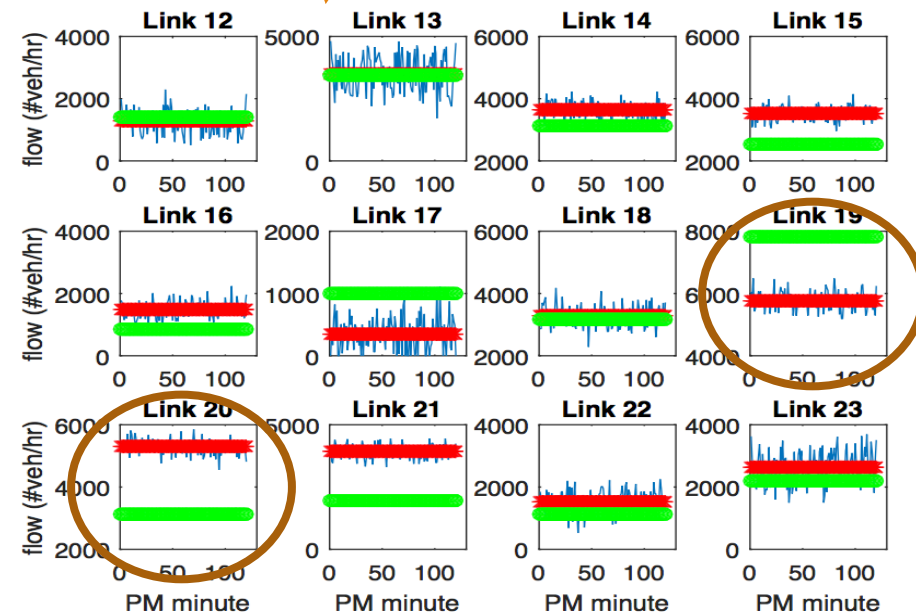 Link 12 Link 13 Link 14 Link 15
flow (#veh/hr)
4000 5000 6000 6000
2000 4000 4000
0 0 2000 2000
0 50 100 0 50 100 0 50 100 0 50 100
Link 16 Link 17 Link 18 Link 19
flow (#veh/hr)
4000 2000 6000 8000
2000 1000 4000 6000
0 0 2000 4000
0 50 100 0 50 100 0 50 100 0 50 100
Link 20 Link 21 Link 22 Link 23
flow (#veh/hr)
6000 5000 4000 4000
4000 2000 2000
2000 0 0 0
0 50 100 0 50 100 0 50 100 0 50 100
PM minute PM minute PM minute PM minute